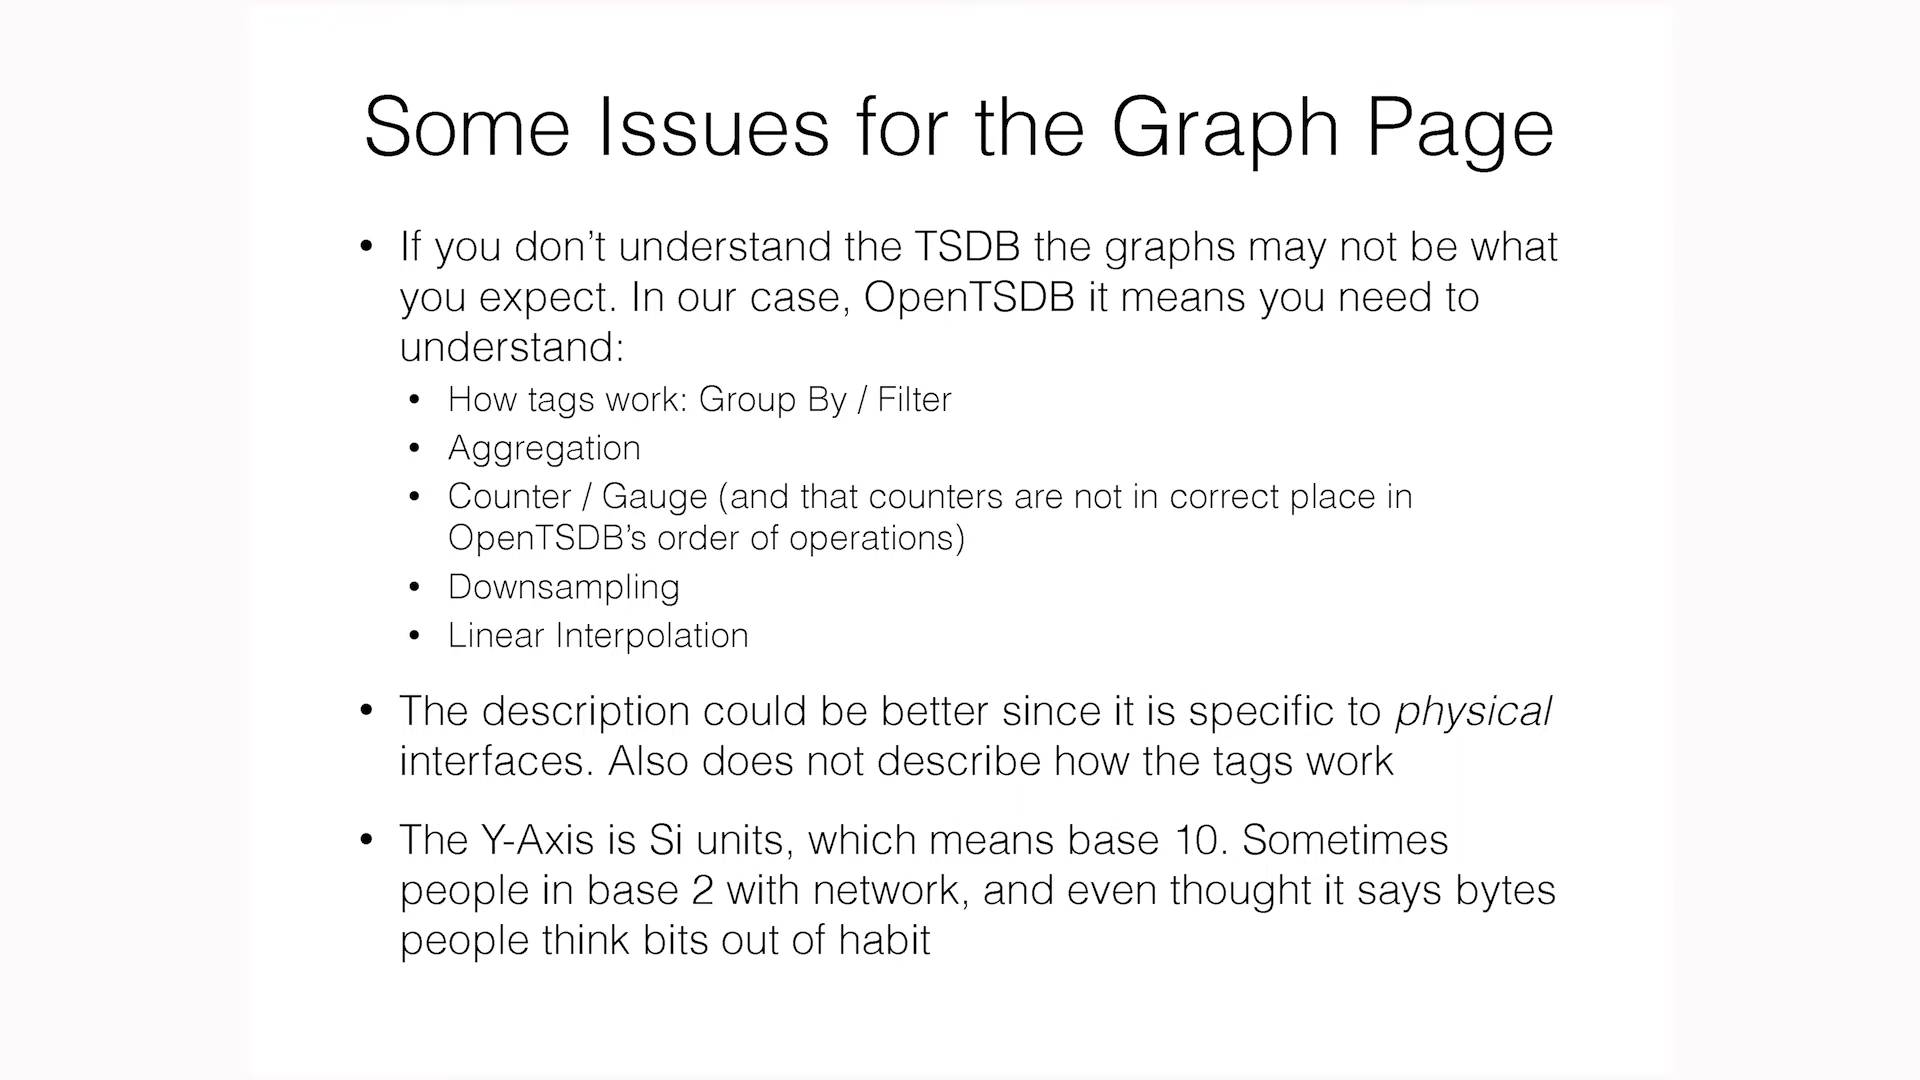 Some Issues for the Graph Page
• If you don’t understand the TSDB the graphs may not be what
you expect. In our case, OpenTSDB it means you need to
understand:
• How tags work: Group By / Filter
• Aggregation
• Counter / Gauge (and that counters are not in correct place in
OpenTSDB’s order of operations)
• Downsampling
• Linear Interpolation
• The description could be better since it is specific to physical
interfaces. Also does not describe how the tags work
• The Y-Axis is Si units, which means base 10. Sometimes
people in base 2 with network, and even thought it says bytes
people think bits out of habit